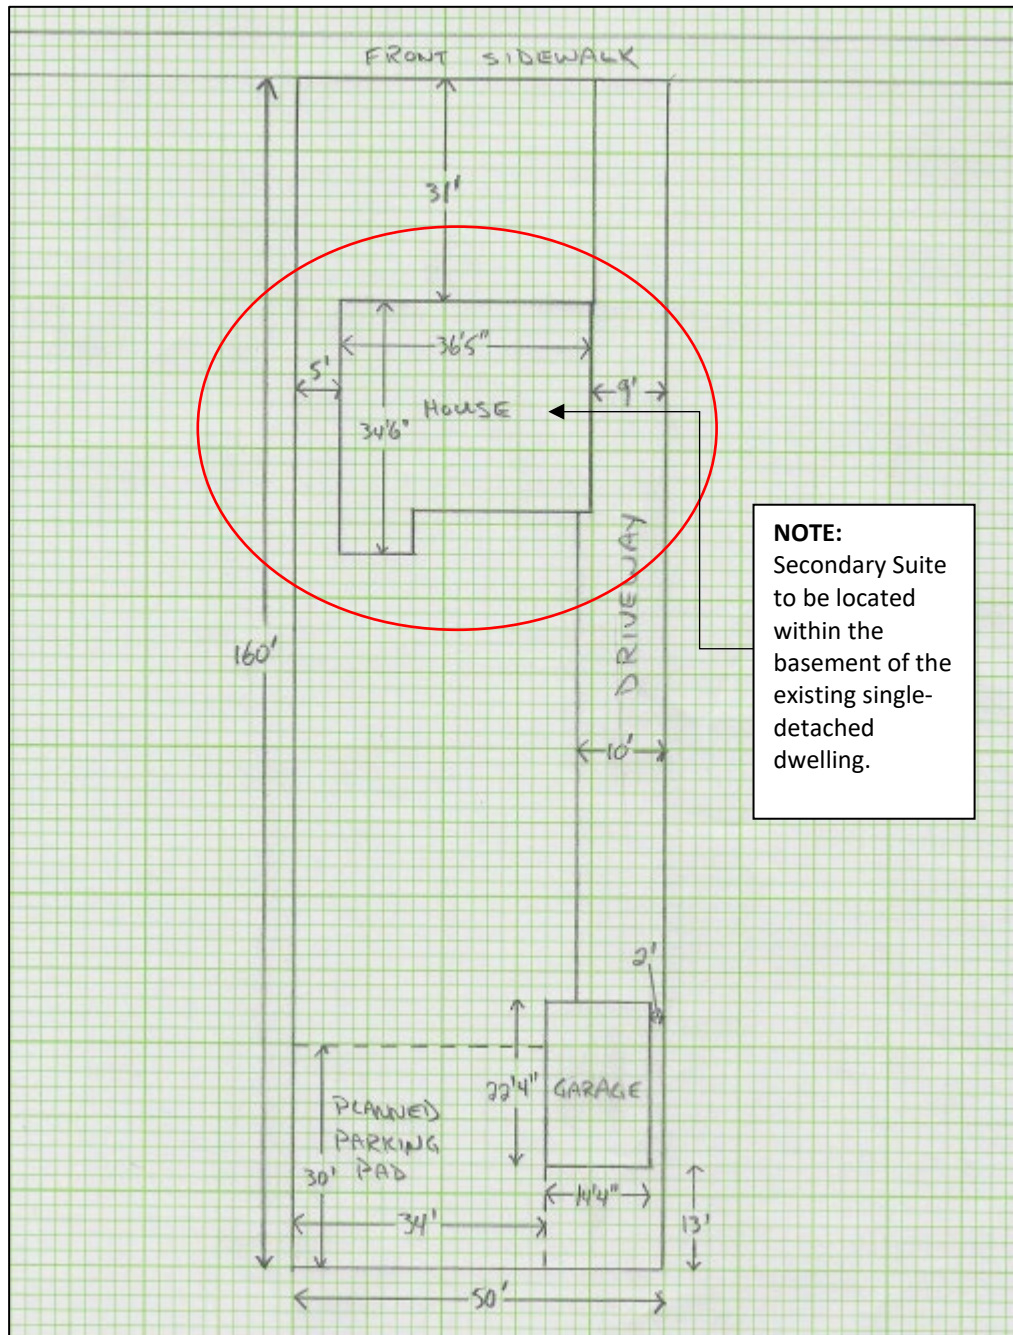 FRONT SIDEWALK
31'
36'5"
5'
9'
HOUSE
34'6"
DRIVEWAY
NOTE:
Secondary Suite
to be located
within the
basement of the
existing single-
detached
dwelling.
160'
10'
2'
22'4"
GARAGE
PLANNED
PARKING
PAD
30'
14'4"
34'
13'
50'